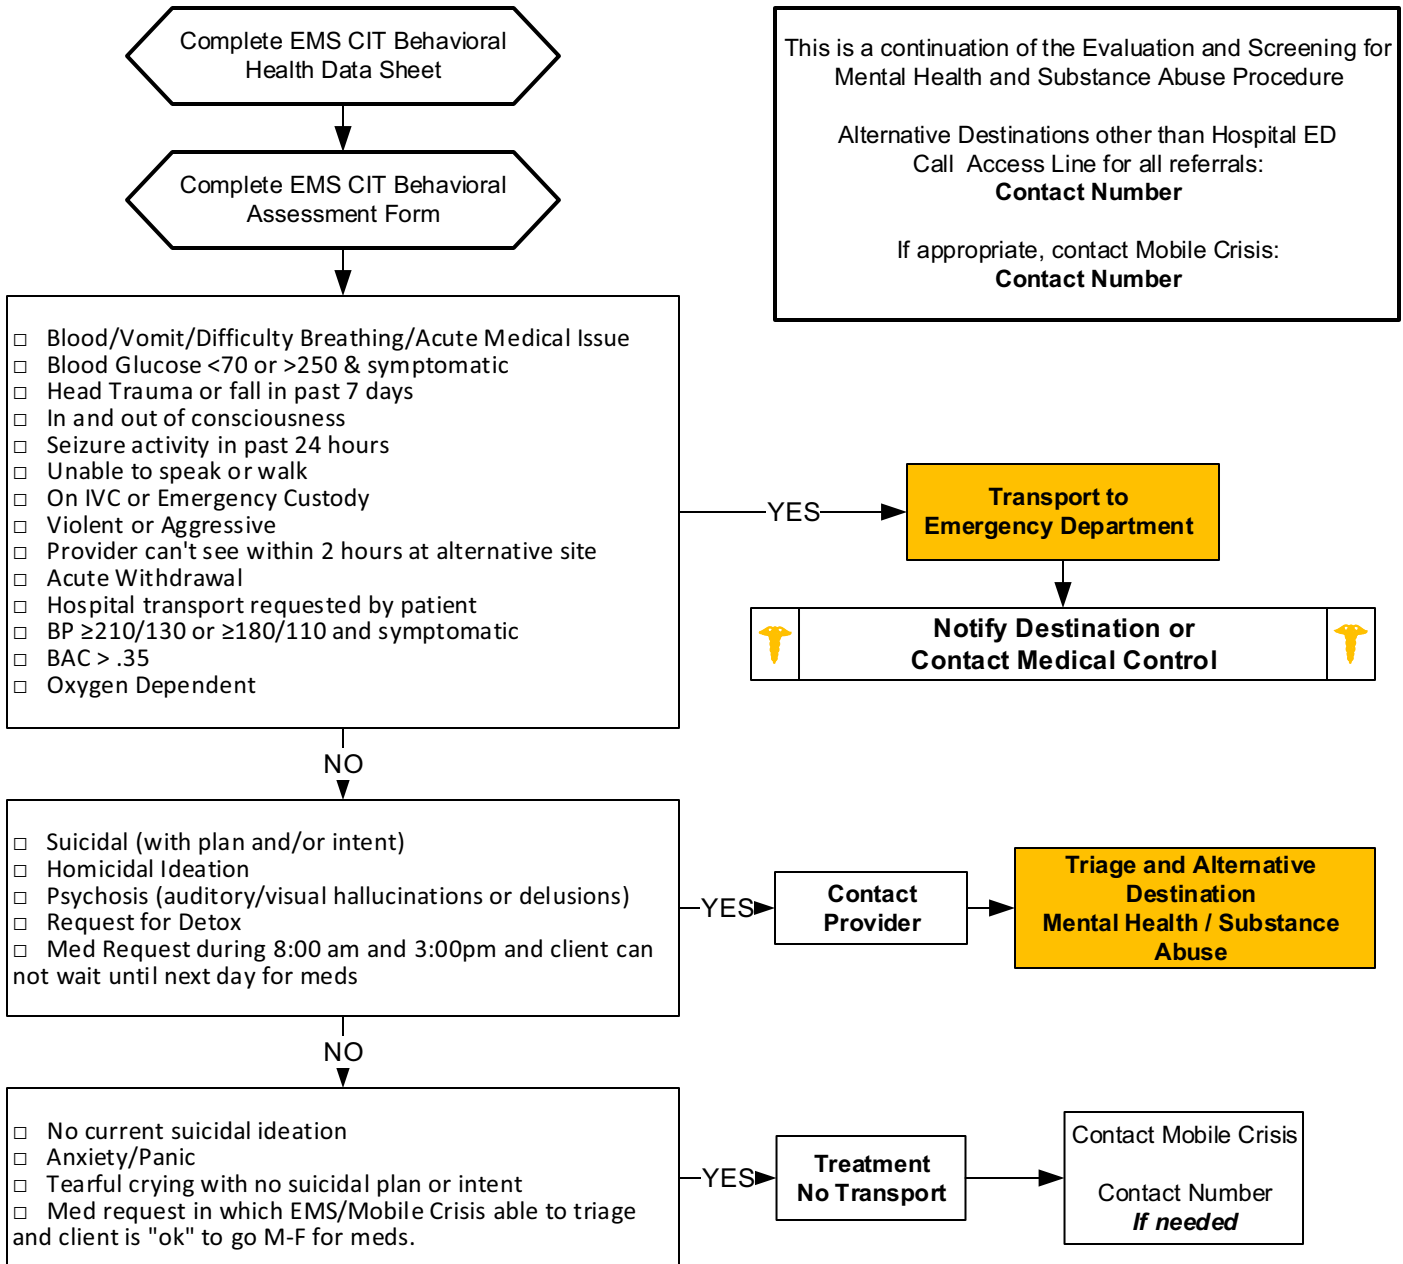 Complete EMS CIT Behavioral
Health Data Sheet
This is a continuation of the Evaluation and Screening for
Mental Health and Substance Abuse Procedure
Alternative Destinations other than Hospital ED
Call Access Line for all referrals:
Contact Number
If appropriate, contact Mobile Crisis:
Contact Number
Complete EMS CIT Behavioral
Assessment Form
□ Blood/Vomit/Difficulty Breathing/Acute Medical Issue
□ Blood Glucose <70 or >250 & symptomatic
□ Head Trauma or fall in past 7 days
□ In and out of consciousness
□ Seizure activity in past 24 hours
□ Unable to speak or walk
□ On IVC or Emergency Custody
□ Violent or Aggressive
□ Provider can't see within 2 hours at alternative site
□ Acute Withdrawal
□ Hospital transport requested by patient
□ BP ≥210/130 or ≥180/110 and symptomatic
□ BAC > .35
□ Oxygen Dependent
YES
Transport to
Emergency Department
Notify Destination or
Contact Medical Control
NO
□ Suicidal (with plan and/or intent)
□ Homicidal Ideation
□ Psychosis (auditory/visual hallucinations or delusions)
□ Request for Detox
□ Med Request during 8:00 am and 3:00pm and client can
not wait until next day for meds
YES
Contact
Provider
Triage and Alternative
Destination
Mental Health / Substance
Abuse
NO
□ No current suicidal ideation
□ Anxiety/Panic
□ Tearful crying with no suicidal plan or intent
□ Med request in which EMS/Mobile Crisis able to triage
and client is "ok" to go M-F for meds.
YES
Treatment
No Transport
Contact Mobile Crisis
Contact Number
If needed